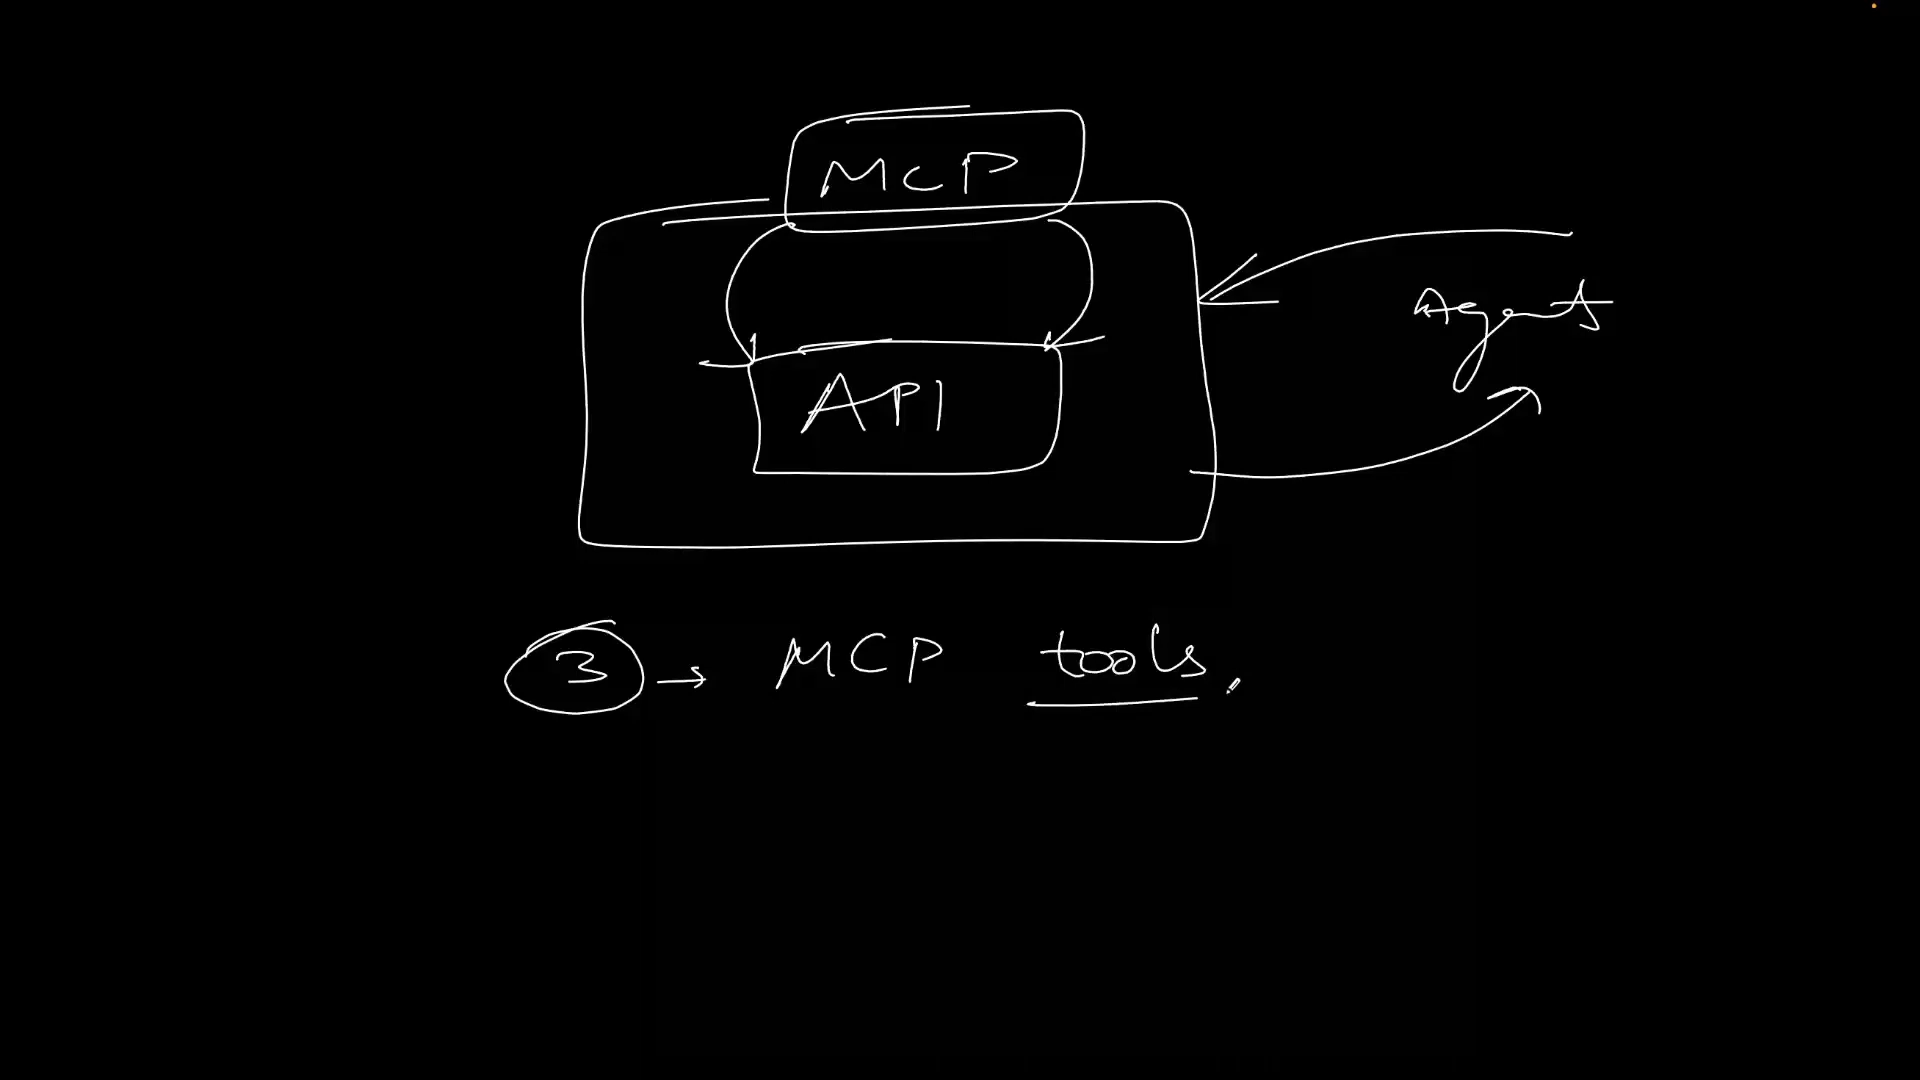 MCP
Agent
API
3 → MCP tools.